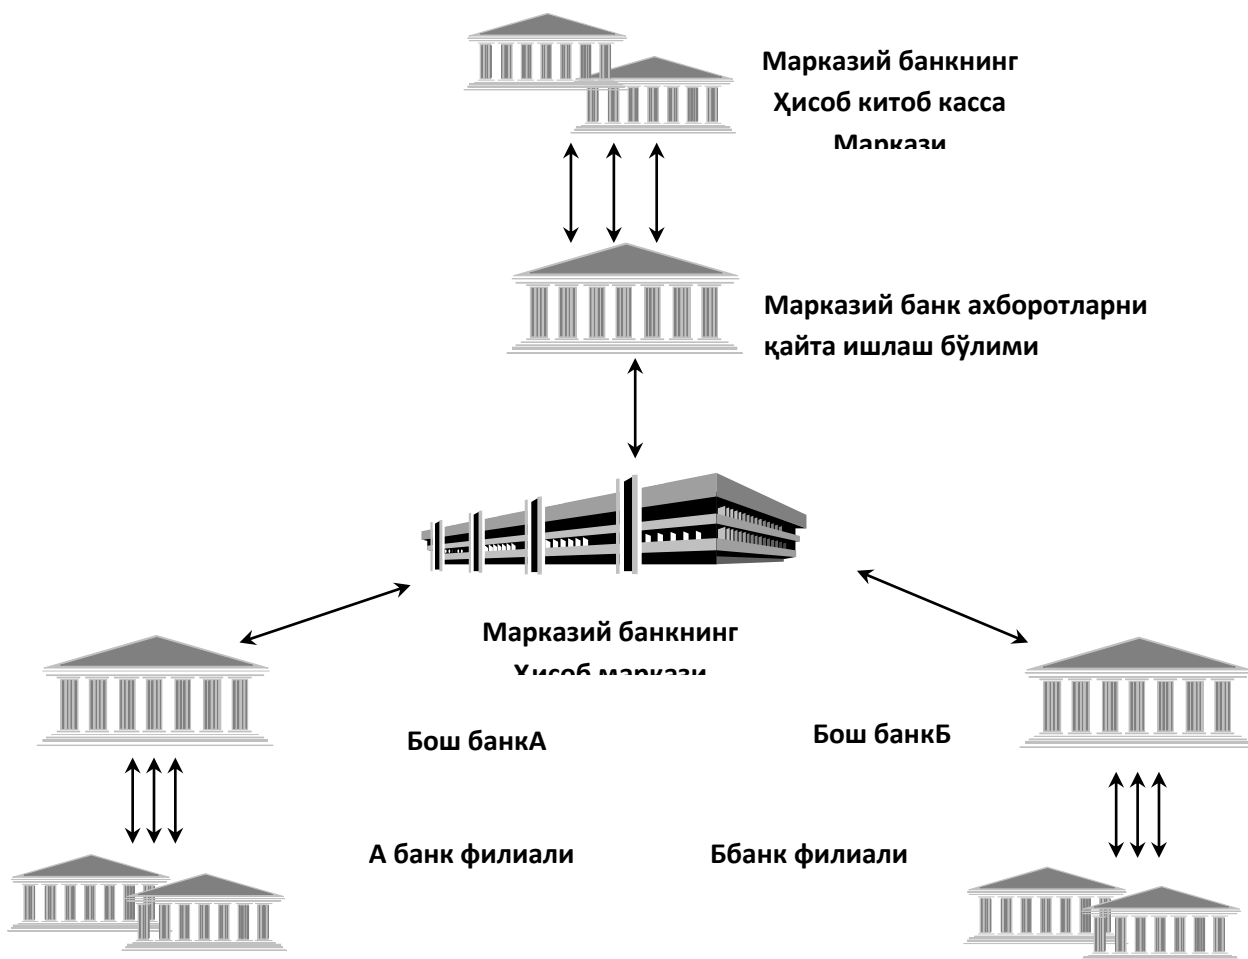 Марказий банкнинг
Ҳисоб китоб касса
Маркази
Марказий банк ахборотларни
қайта ишлаш бўлими
Марказий банкнинг
Ҳисоб маркази
Бош банкА
Бош банкБ
А банк филиали
Ббанк филиали